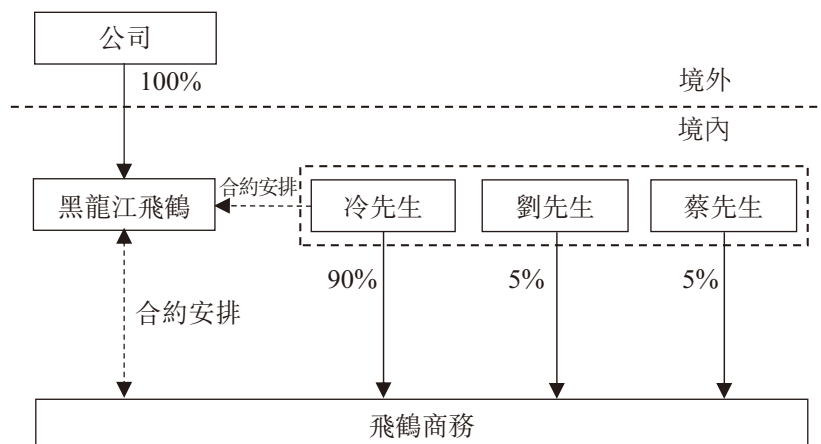 公司
100%
境外
境內
黑龍江飛鶴
合約安排
冷先生
劉先生
蔡先生
90%
5%
5%
合約安排
飛鶴商務